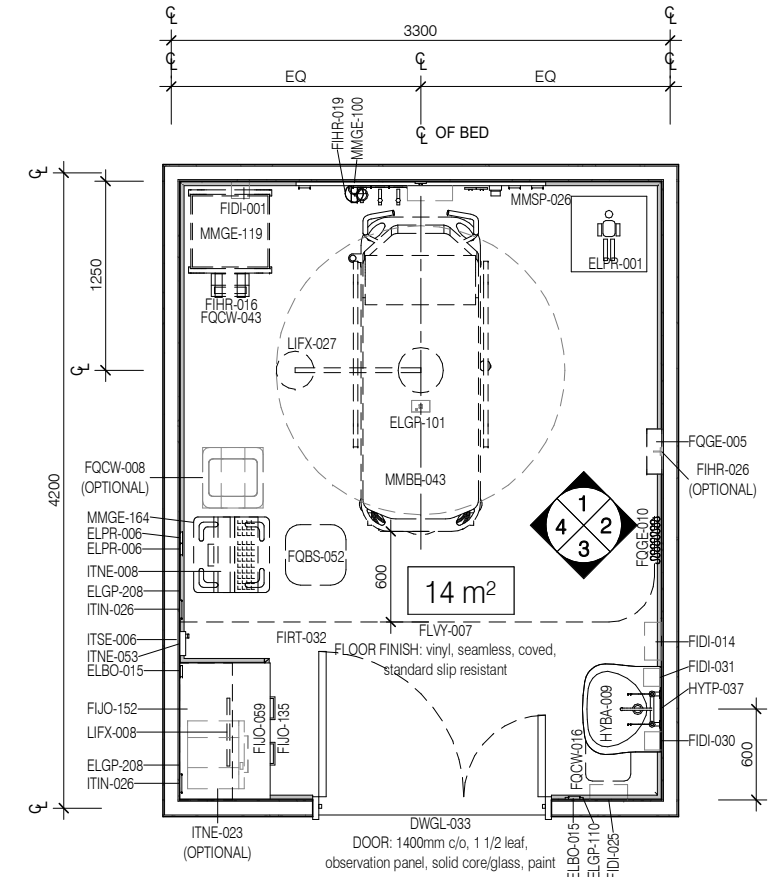 ℄
℄
3300
℄
℄
℄
EQ
EQ
FIHR-019
MMGE-100
℄ OF BED
℄
FIDI-001
MMSP-026
MMGE-119
ELPR-001
1250
FIHR-016
FQCW-043
LIFX-027
℄
ELGP-101
FQGE-005
FQCW-008
(OPTIONAL)
MMBE-043
FIHR-026
(OPTIONAL)
4200
1
4
2
3
FQGE-010
MMGE-164
ELPR-006
ELPR-006
ITNE-008
FQBS-052
600
14 m²
ELGP-208
ITIN-026
FLVY-007
FIRT-032
FLOOR FINISH: vinyl, seamless, coved,
standard slip resistant
ITSE-006
ITNE-053
ELBO-015
FIDI-014
FIDI-031
HYTP-037
HYBA-009
FIJO-152
FIJO-059
FIJO-135
LIFX-008
FIDI-030
600
FQCW-016
ELGP-208
ITIN-026
℄
ITNE-023
(OPTIONAL)
DWGL-033
DOOR: 1400mm c/o, 1 1/2 leaf,
observation panel, solid core/glass, paint
ELBO-015
ELGP-110
FIDI-025